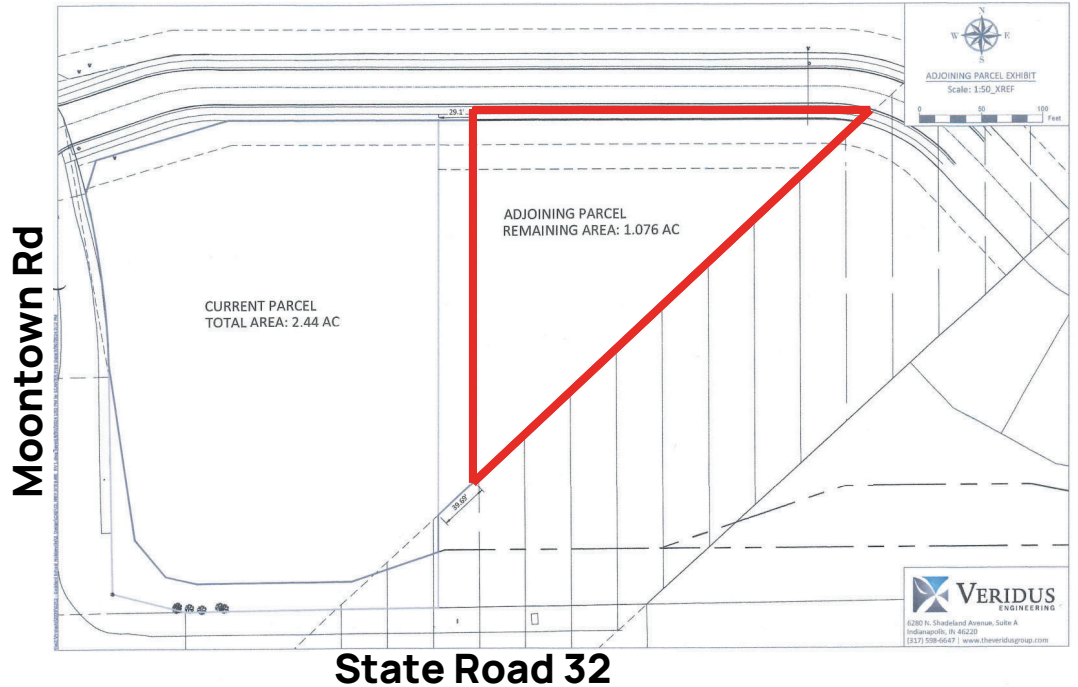 N
W E
S
ADJOINING PARCEL EXHIBIT
Scale: 1:50_XREF
0 50 100
Feet
29.1'
ADJOINING PARCEL
REMAINING AREA: 1.076 AC
Moontown Rd
CURRENT PARCEL
TOTAL AREA: 2.44 AC
39.69'
VERIDUS
ENGINEERING
6280 N. Shadeland Avenue, Suite A
Indianapolis, IN 46220
(317) 598-6647 | www.theveridusgroup.com
State Road 32